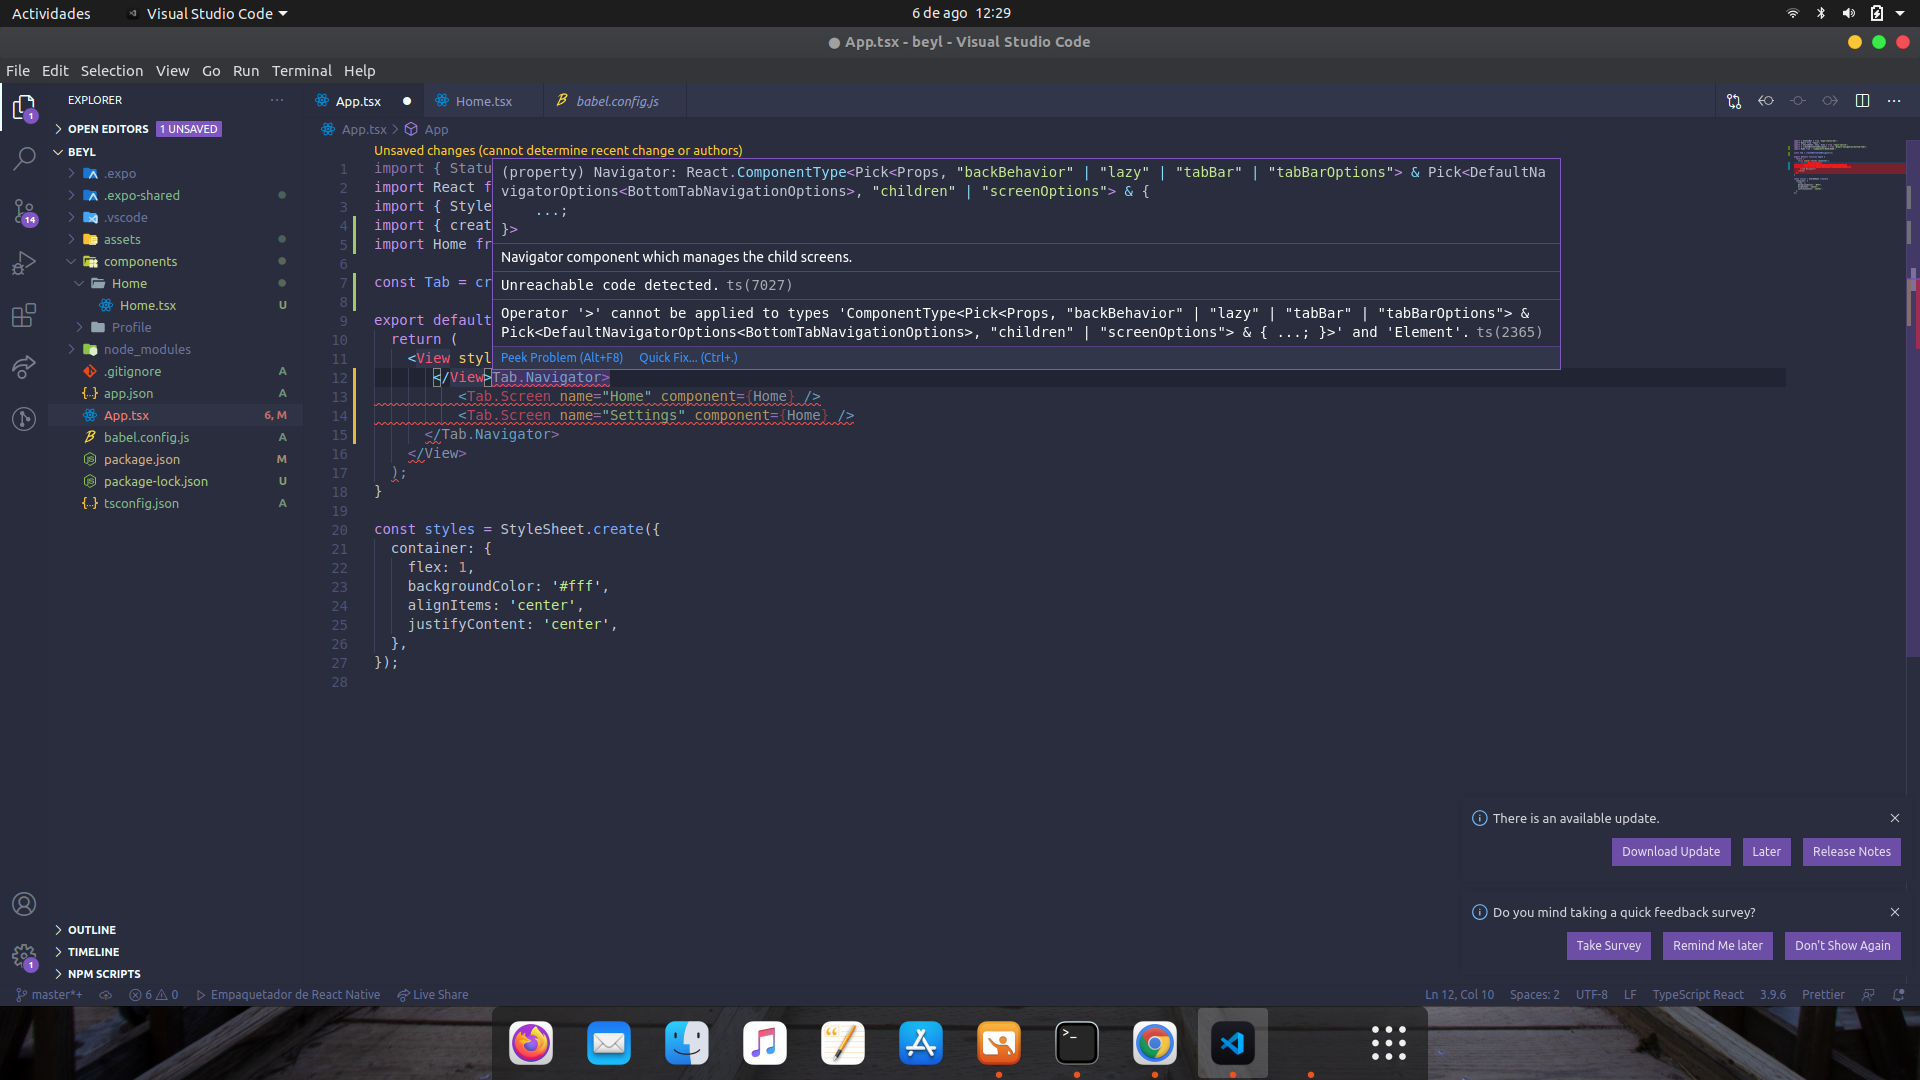 Actividades
Visual Studio Code
6 de ago 12:29
● App.tsx - beyl - Visual Studio Code
File Edit Selection View Go Run Terminal Help
EXPLORER
App.tsx
Home.tsx
babel.config.js
OPEN EDITORS 1 UNSAVED
App.tsx > App
BEYL
.expo
.expo-shared
.vscode
assets
components
Home
Home.tsx U
Profile
node_modules
.gitignore A
app.json A
App.tsx 6, M
babel.config.js A
package.json M
package-lock.json U
tsconfig.json A
OUTLINE
TIMELINE
NPM SCRIPTS
1
14
1
Unsaved changes (cannot determine recent change or authors)
1 import { Statu
2 import React f
3 import { Style
4 import { creat
5 import Home fr
6
7 const Tab = cr
8
9 export default
10 return (
11 <View styl
12 </View>Tab.Navigator>
13 <Tab.Screen name="Home" component={Home} />
14 <Tab.Screen name="Settings" component={Home} />
15 </Tab.Navigator>
16 </View>
17 );
18 }
19
20 const styles = StyleSheet.create({
21 container: {
22 flex: 1,
23 backgroundColor: '#fff',
24 alignItems: 'center',
25 justifyContent: 'center',
26 },
27 });
28
(property) Navigator: React.ComponentType<Pick<Props, "backBehavior" | "lazy" | "tabBar" | "tabBarOptions"> & Pick<DefaultNa
vigatorOptions<BottomTabNavigationOptions>, "children" | "screenOptions"> & {
...;
}>
Navigator component which manages the child screens.
Unreachable code detected. ts(7027)
Operator '>' cannot be applied to types 'ComponentType<Pick<Props, "backBehavior" | "lazy" | "tabBar" | "tabBarOptions"> &
Pick<DefaultNavigatorOptions<BottomTabNavigationOptions>, "children" | "screenOptions"> & { ...; }>' and 'Element'. ts(2365)
Peek Problem (Alt+F8) Quick Fix... (Ctrl+.)
There is an available update.
Download Update Later Release Notes
Do you mind taking a quick feedback survey?
Take Survey Remind Me later Don't Show Again
master*+ 6 0 Empaquetador de React Native Live Share
Ln 12, Col 10 Spaces: 2 UTF-8 LF TypeScript React 3.9.6 Prettier
>_